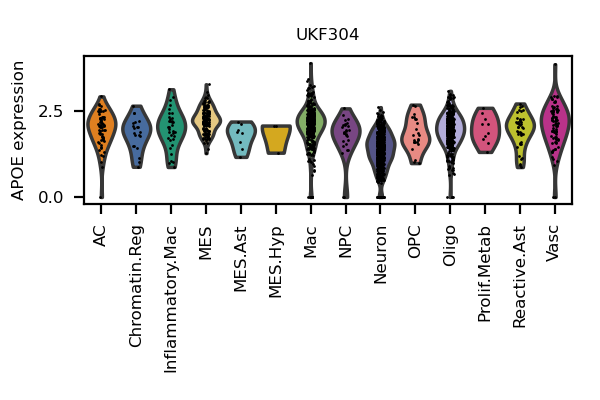 UKF304
APOE expression
2.5
0.0
AC
Chromatin.Reg
Inflammatory.Mac
MES
MES.Ast
MES.Hyp
Mac
NPC
Neuron
OPC
Oligo
Prolif.Metab
Reactive.Ast
Vasc